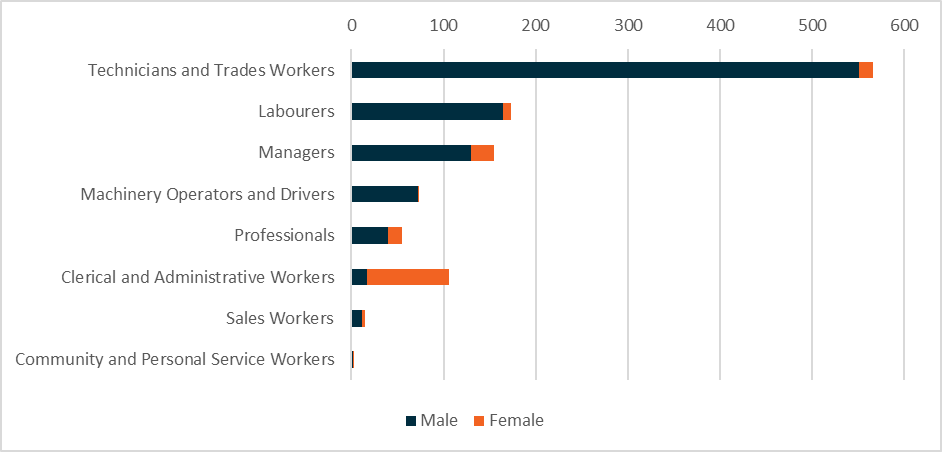 0 100 200 300 400 500 600
Technicians and Trades Workers
Labourers
Managers
Machinery Operators and Drivers
Professionals
Clerical and Administrative Workers
Sales Workers
Community and Personal Service Workers
Male Female